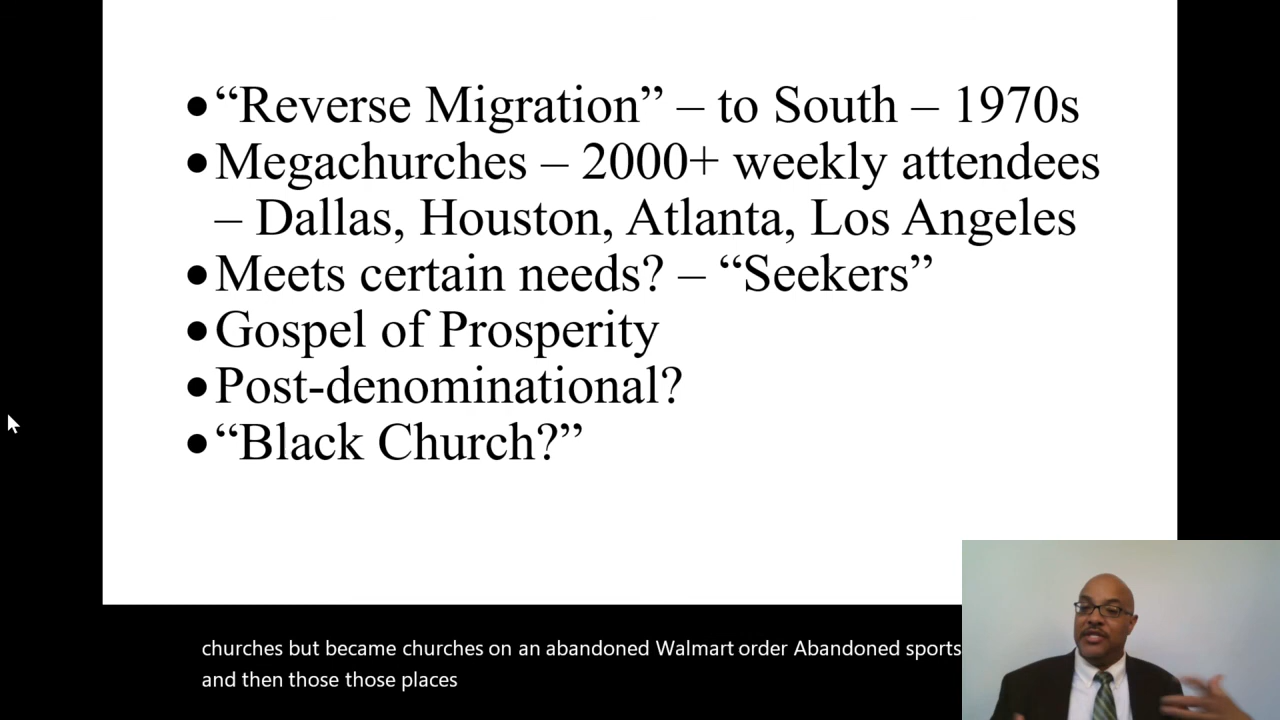 •“Reverse Migration” – to South – 1970s
•Megachurches – 2000+ weekly attendees
– Dallas, Houston, Atlanta, Los Angeles
•Meets certain needs? – “Seekers”
•Gospel of Prosperity
•Post-denominational?
•“Black Church?”
churches but became churches on an abandoned Walmart order Abandoned sports
and then those those places